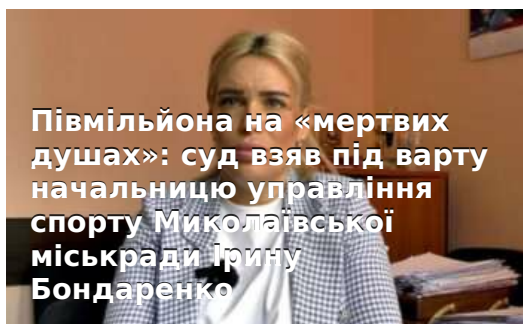 Півмільйона на «мертвих
душах»: суд взяв під варту
начальницю управління
спорту Миколаївської
міськради Ірину
Бондаренко